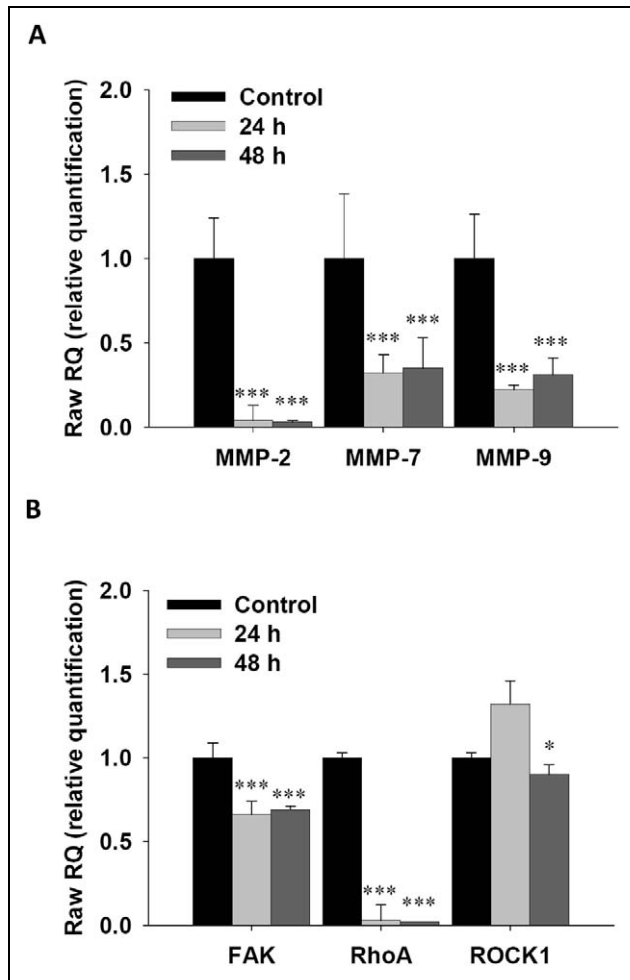 A
Raw RQ (relative quantification)
2.0
1.5
1.0
0.5
0.0
Control
24 h
48 h
*** ***
*** ***
*** ***
MMP-2 MMP-7 MMP-9
B
Raw RQ (relative quantification)
2.0
1.5
1.0
0.5
0.0
Control
24 h
48 h
*** ***
*** ***
*
FAK RhoA ROCK1